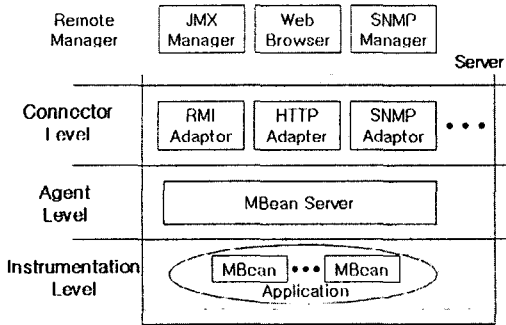 Remote
Manager
JMX
Manager
Web
Browser
SNMP
Manager
Server
Connector
Level
RMI
Adaptor
HTTP
Adapter
SNMP
Adaptor
•••
Agent
Level
MBean Server
Instrumentation
Level
MBean ••• MBean
Application